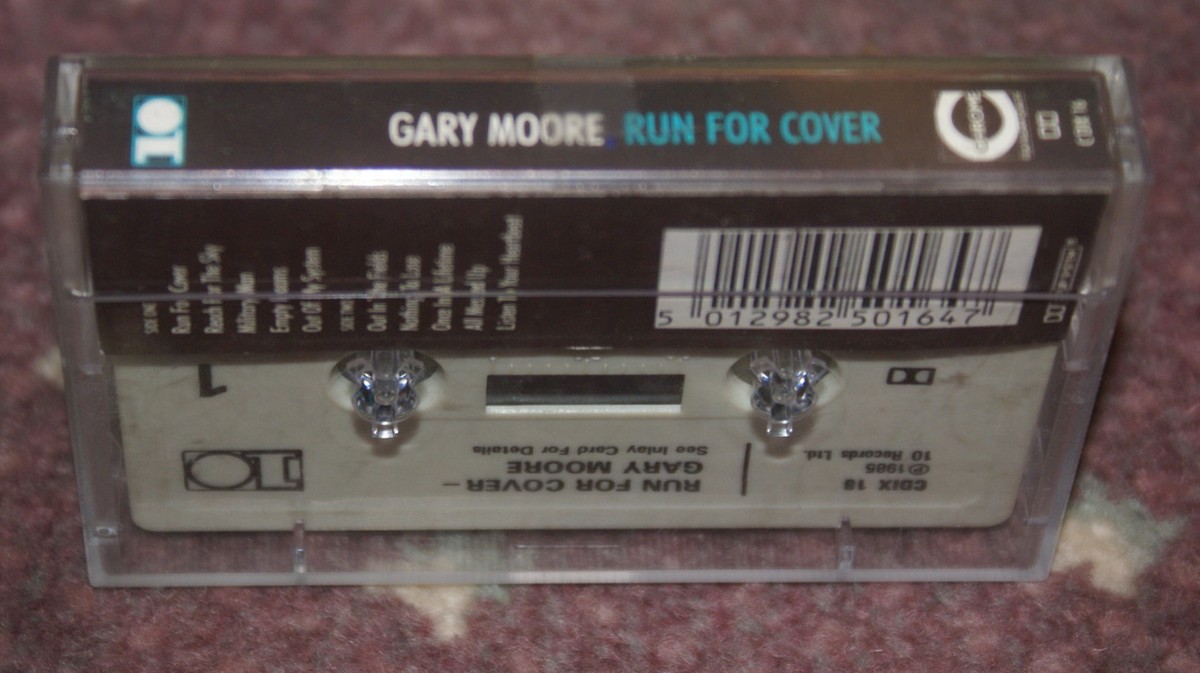 10
GARY MOORE RUN FOR COVER
CHROME
SIDE ONE
Run For Cover
Reach For The Sky
Military Man
Empty Rooms
Out Of My System
SIDE TWO
Out In The Fields
Nothing To Lose
Once In A Lifetime
All Messed Up
Listen To Your Heartbeat
5 012982 501647
1
10
RUN FOR COVER –
GARY MOORE
See Inlay Card For Details
℗1985
10 Records Ltd.